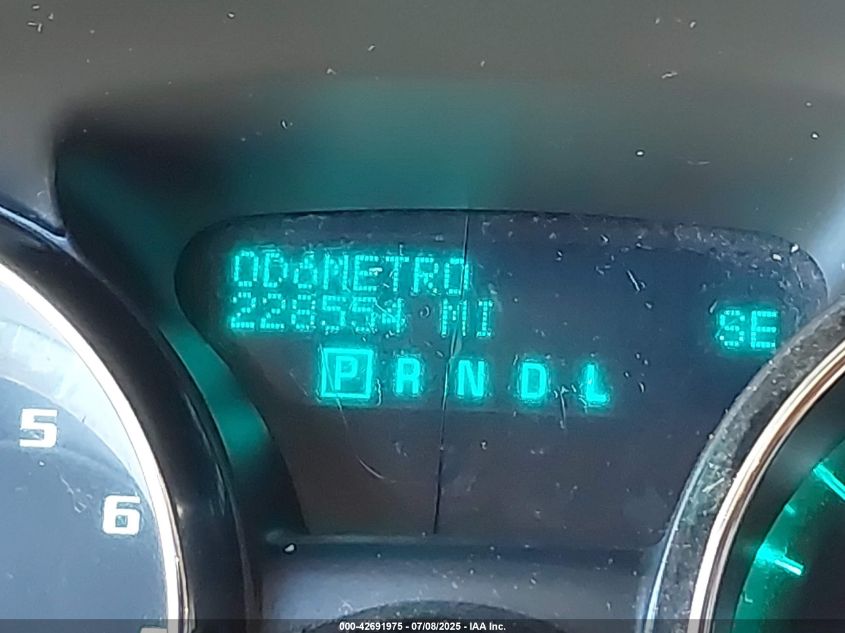 ODóMETRO
228554 MI
SE
P R N D L
5
6
000-42691975 - 07/08/2025 - IAA Inc.